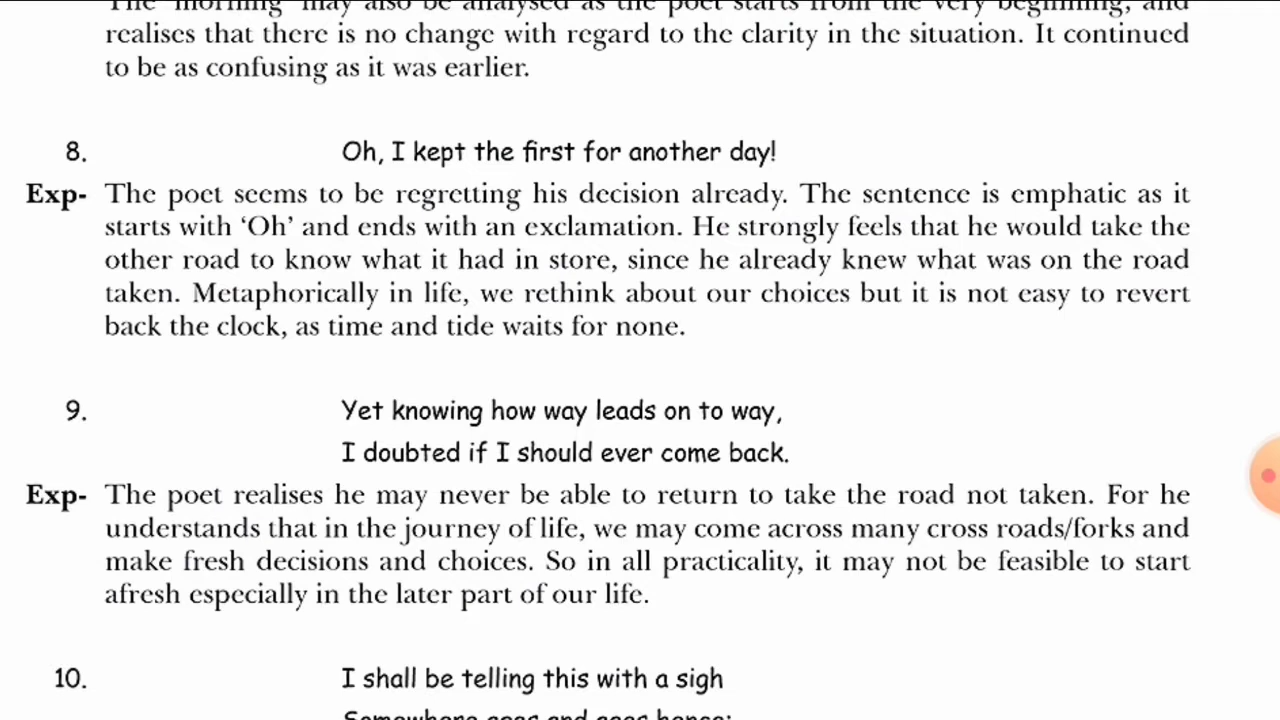 The 'morning' may also be analysed as the poet starts from the very beginning, and
realises that there is no change with regard to the clarity in the situation. It continued
to be as confusing as it was earlier.
8. Oh, I kept the first for another day!
Exp- The poet seems to be regretting his decision already. The sentence is emphatic as it
starts with ‘Oh’ and ends with an exclamation. He strongly feels that he would take the
other road to know what it had in store, since he already knew what was on the road
taken. Metaphorically in life, we rethink about our choices but it is not easy to revert
back the clock, as time and tide waits for none.
9. Yet knowing how way leads on to way,
I doubted if I should ever come back.
Exp- The poet realises he may never be able to return to take the road not taken. For he
understands that in the journey of life, we may come across many cross roads/forks and
make fresh decisions and choices. So in all practicality, it may not be feasible to start
afresh especially in the later part of our life.
10. I shall be telling this with a sigh
Somewhere ages and ages hence: